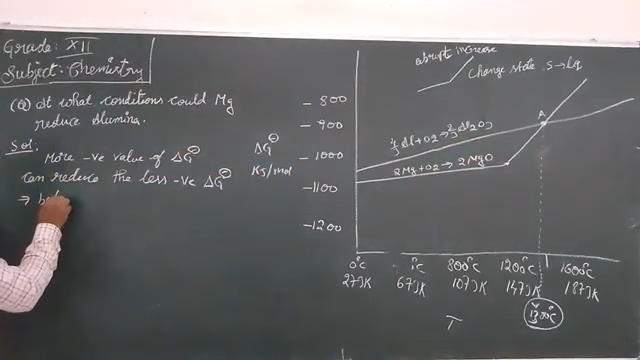 Grade: XII
Subject: Chemistry
(Q) At what conditions could Mg
reduce Alumina.
Sol:
More -ve value of ΔG⊖
can reduce the less -ve ΔG⊖
⇒ bel
ΔG⊖
KJ/mol
- 800
- 900
- 1000
-1100
-1200
abrupt increase
Change state S→liq
A
4/3 Al + O2 → 2/3 Al2O3
2Mg + O2 → 2MgO
0°C 800°C 1200°C 1600°C
273K 673K 1073K 1473K 1873K
1300°C
T